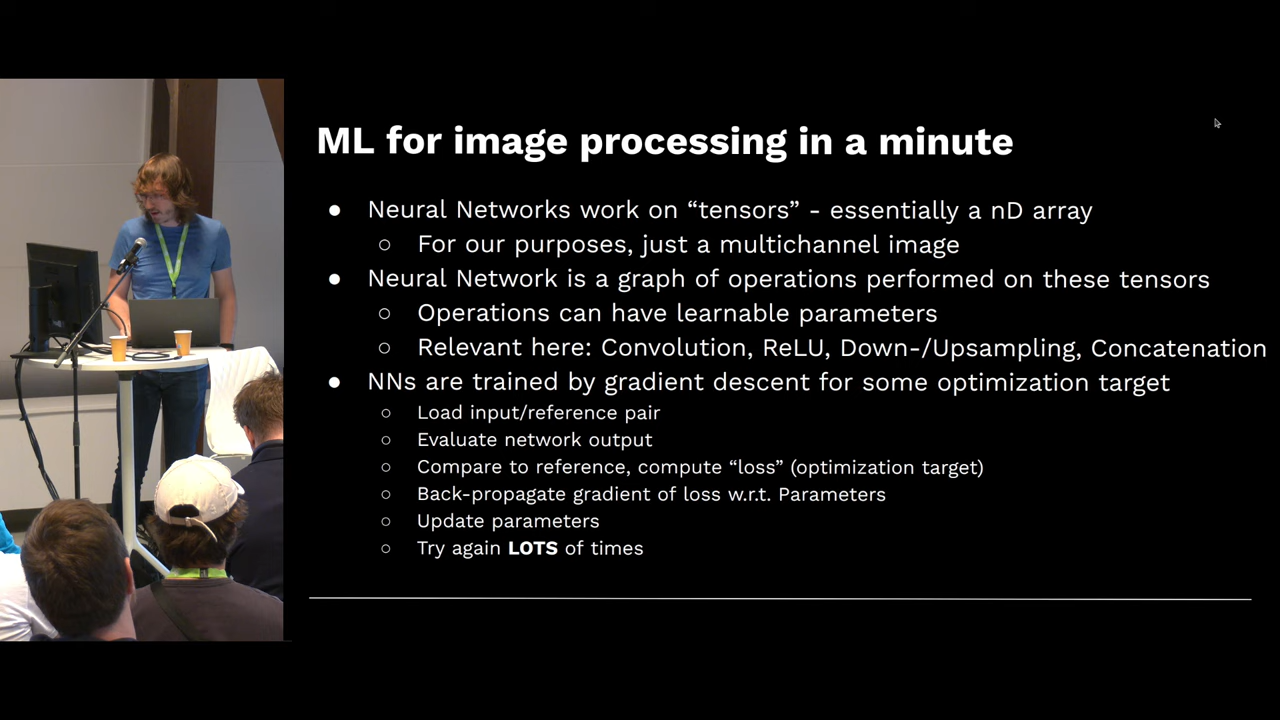 ML for image processing in a minute
● Neural Networks work on “tensors” - essentially a nD array
○ For our purposes, just a multichannel image
● Neural Network is a graph of operations performed on these tensors
○ Operations can have learnable parameters
○ Relevant here: Convolution, ReLU, Down-/Upsampling, Concatenation
● NNs are trained by gradient descent for some optimization target
○ Load input/reference pair
○ Evaluate network output
○ Compare to reference, compute “loss” (optimization target)
○ Back-propagate gradient of loss w.r.t. Parameters
○ Update parameters
○ Try again LOTS of times